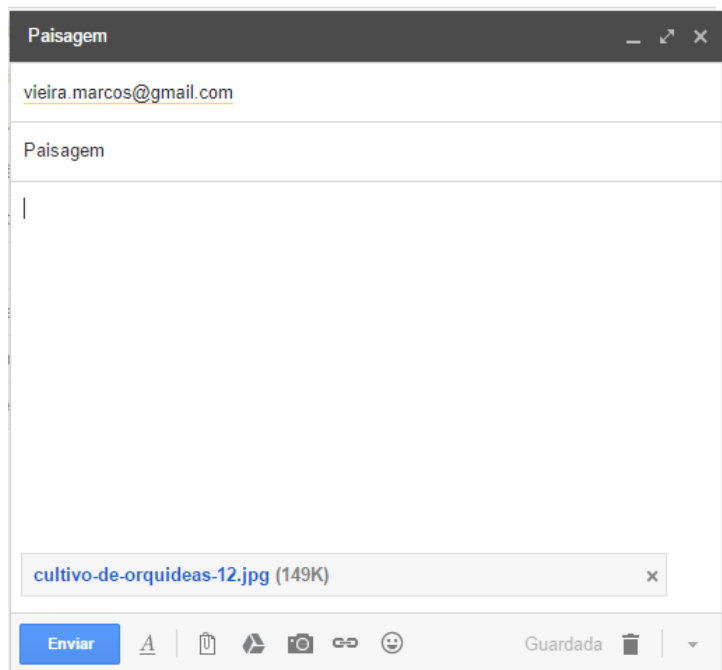 Paisagem
vieira.marcos@gmail.com
Paisagem
cultivo-de-orquideas-12.jpg (149K)
Enviar A Guardada